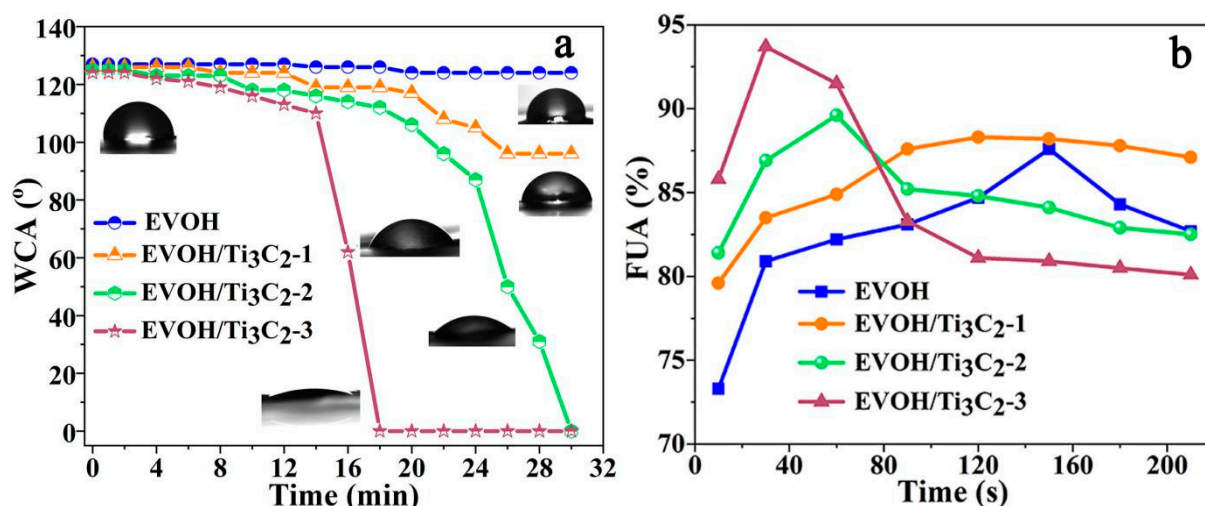 a
140
120
100
80
60
40
20
0
WCA (º)
EVOH
EVOH/Ti₃C₂-1
EVOH/Ti₃C₂-2
EVOH/Ti₃C₂-3
0 4 8 12 16 20 24 28 32
Time (min)
b
95
90
85
80
75
70
FUA (%)
EVOH
EVOH/Ti₃C₂-1
EVOH/Ti₃C₂-2
EVOH/Ti₃C₂-3
0 40 80 120 160 200
Time (s)